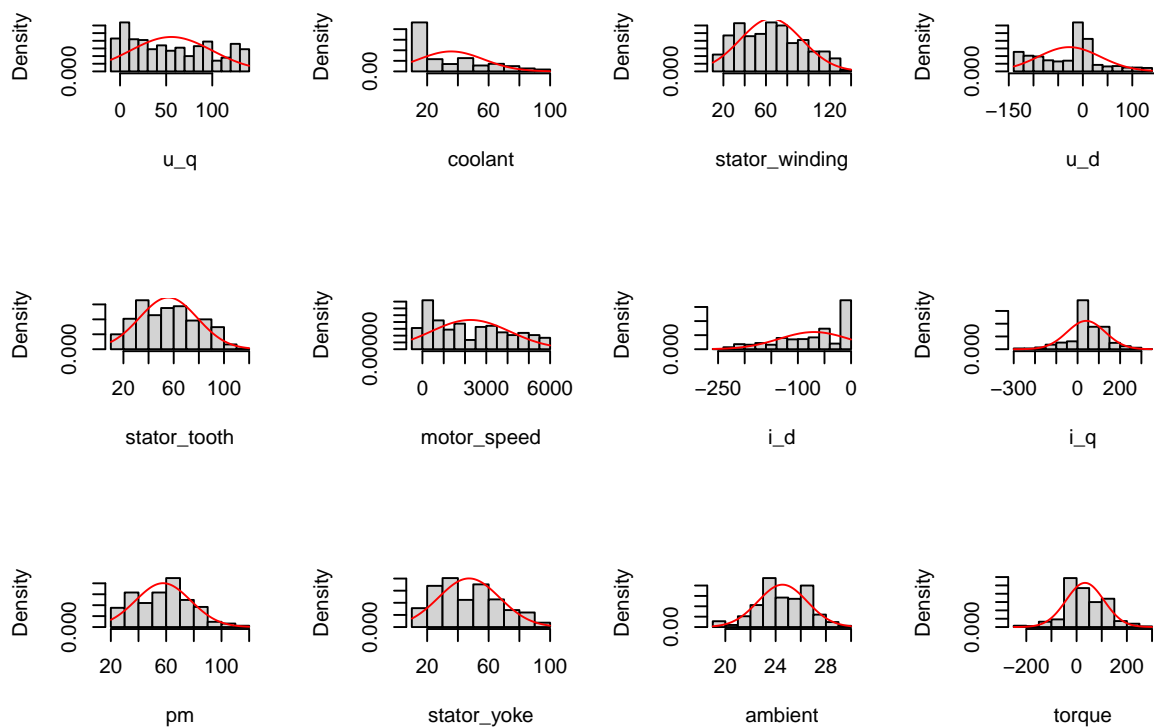 Density
0.000
0 50 100
u_q
Density
0.00
20 60 100
coolant
Density
0.000
20 60 120
stator_winding
Density
0.000
−150 0 100
u_d
Density
0.000
20 60 120
stator_tooth
Density
0.00000
0 3000 6000
motor_speed
Density
0.000
−250 −100 0
i_d
Density
0.000
−300 0 200
i_q
Density
0.000
20 60 120
pm
Density
0.000
20 60 100
stator_yoke
Density
0.00
20 24 28
ambient
Density
0.000
−200 0 200
torque